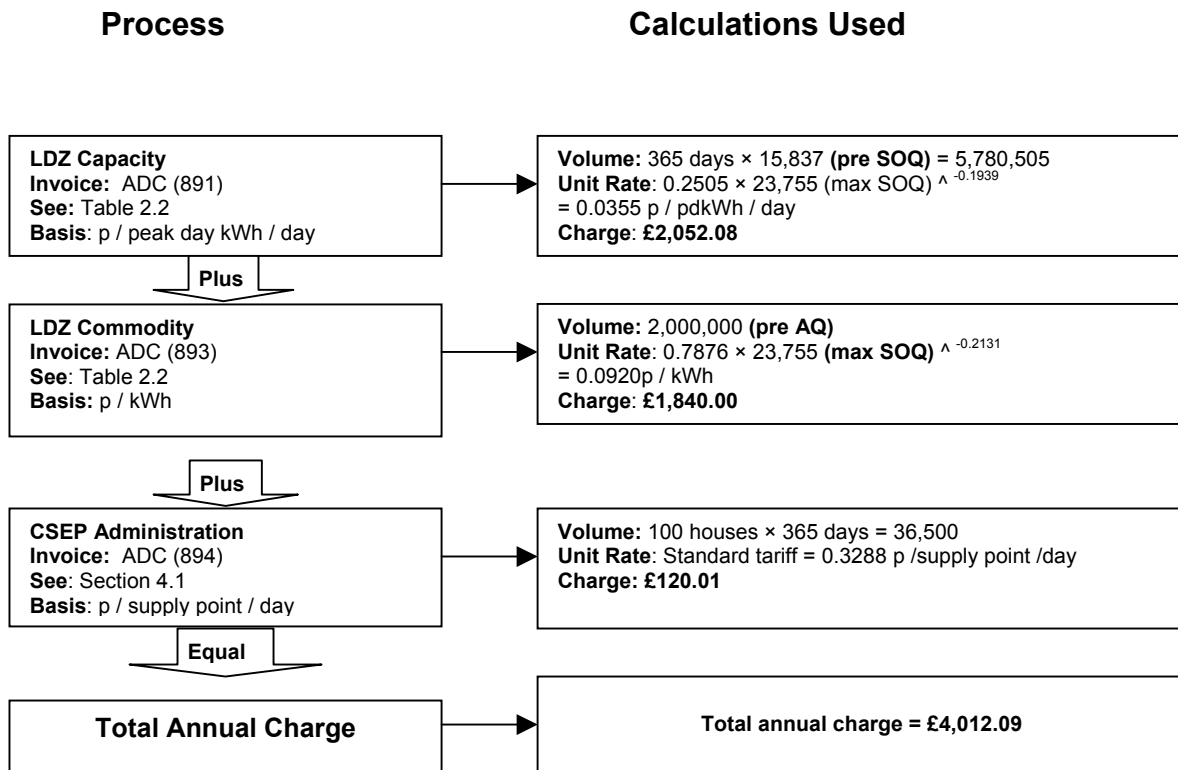 Process
Calculations Used
LDZ Capacity
Invoice: ADC (891)
See: Table 2.2
Basis: p / peak day kWh / day
Volume: 365 days × 15,837 (pre SOQ) = 5,780,505
Unit Rate: 0.2505 × 23,755 (max SOQ) ^ -0.1939
= 0.0355 p / pdkWh / day
Charge: £2,052.08
Plus
LDZ Commodity
Invoice: ADC (893)
See: Table 2.2
Basis: p / kWh
Volume: 2,000,000 (pre AQ)
Unit Rate: 0.7876 × 23,755 (max SOQ) ^ -0.2131
= 0.0920p / kWh
Charge: £1,840.00
Plus
CSEP Administration
Invoice: ADC (894)
See: Section 4.1
Basis: p / supply point / day
Volume: 100 houses × 365 days = 36,500
Unit Rate: Standard tariff = 0.3288 p /supply point /day
Charge: £120.01
Equal
Total Annual Charge
Total annual charge = £4,012.09